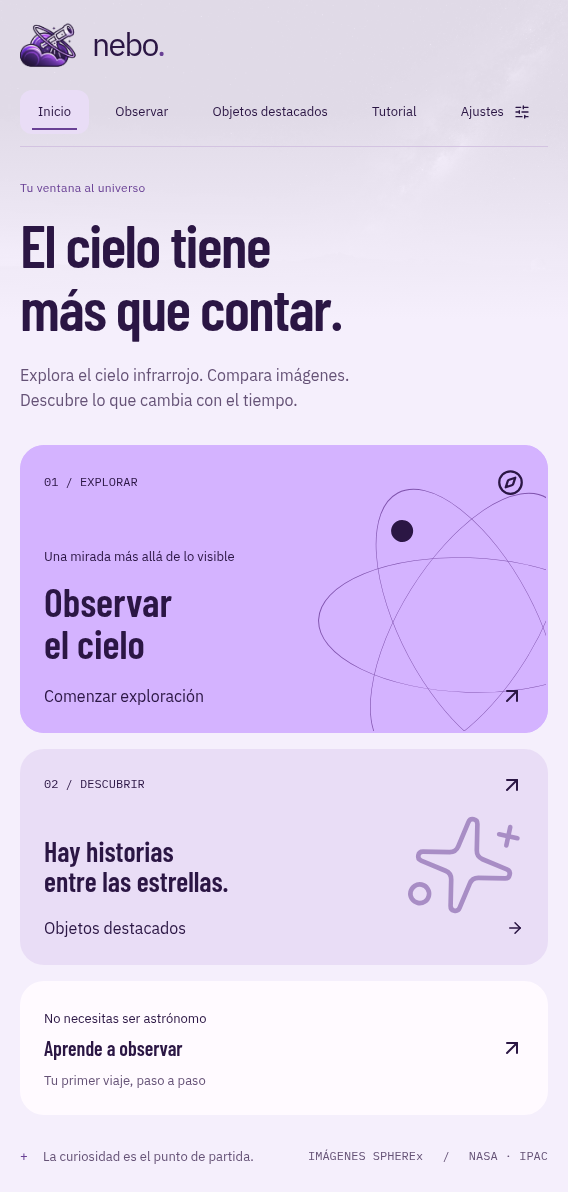 nebo.
Inicio Observar Objetos destacados Tutorial Ajustes
Tu ventana al universo
El cielo tiene
más que contar.
Explora el cielo infrarrojo. Compara imágenes.
Descubre lo que cambia con el tiempo.
01 / EXPLORAR
Una mirada más allá de lo visible
Observar
el cielo
Comenzar exploración
02 / DESCUBRIR
Hay historias
entre las estrellas.
Objetos destacados
No necesitas ser astrónomo
Aprende a observar
Tu primer viaje, paso a paso
+ La curiosidad es el punto de partida. IMÁGENES SPHEREx / NASA · IPAC